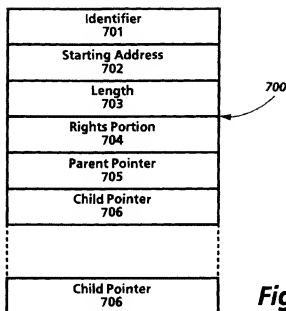 Identifier
701
Starting Address
702
Length
703
700
Rights Portion
704
Parent Pointer
705
Child Pointer
706
Child Pointer
706
Fig